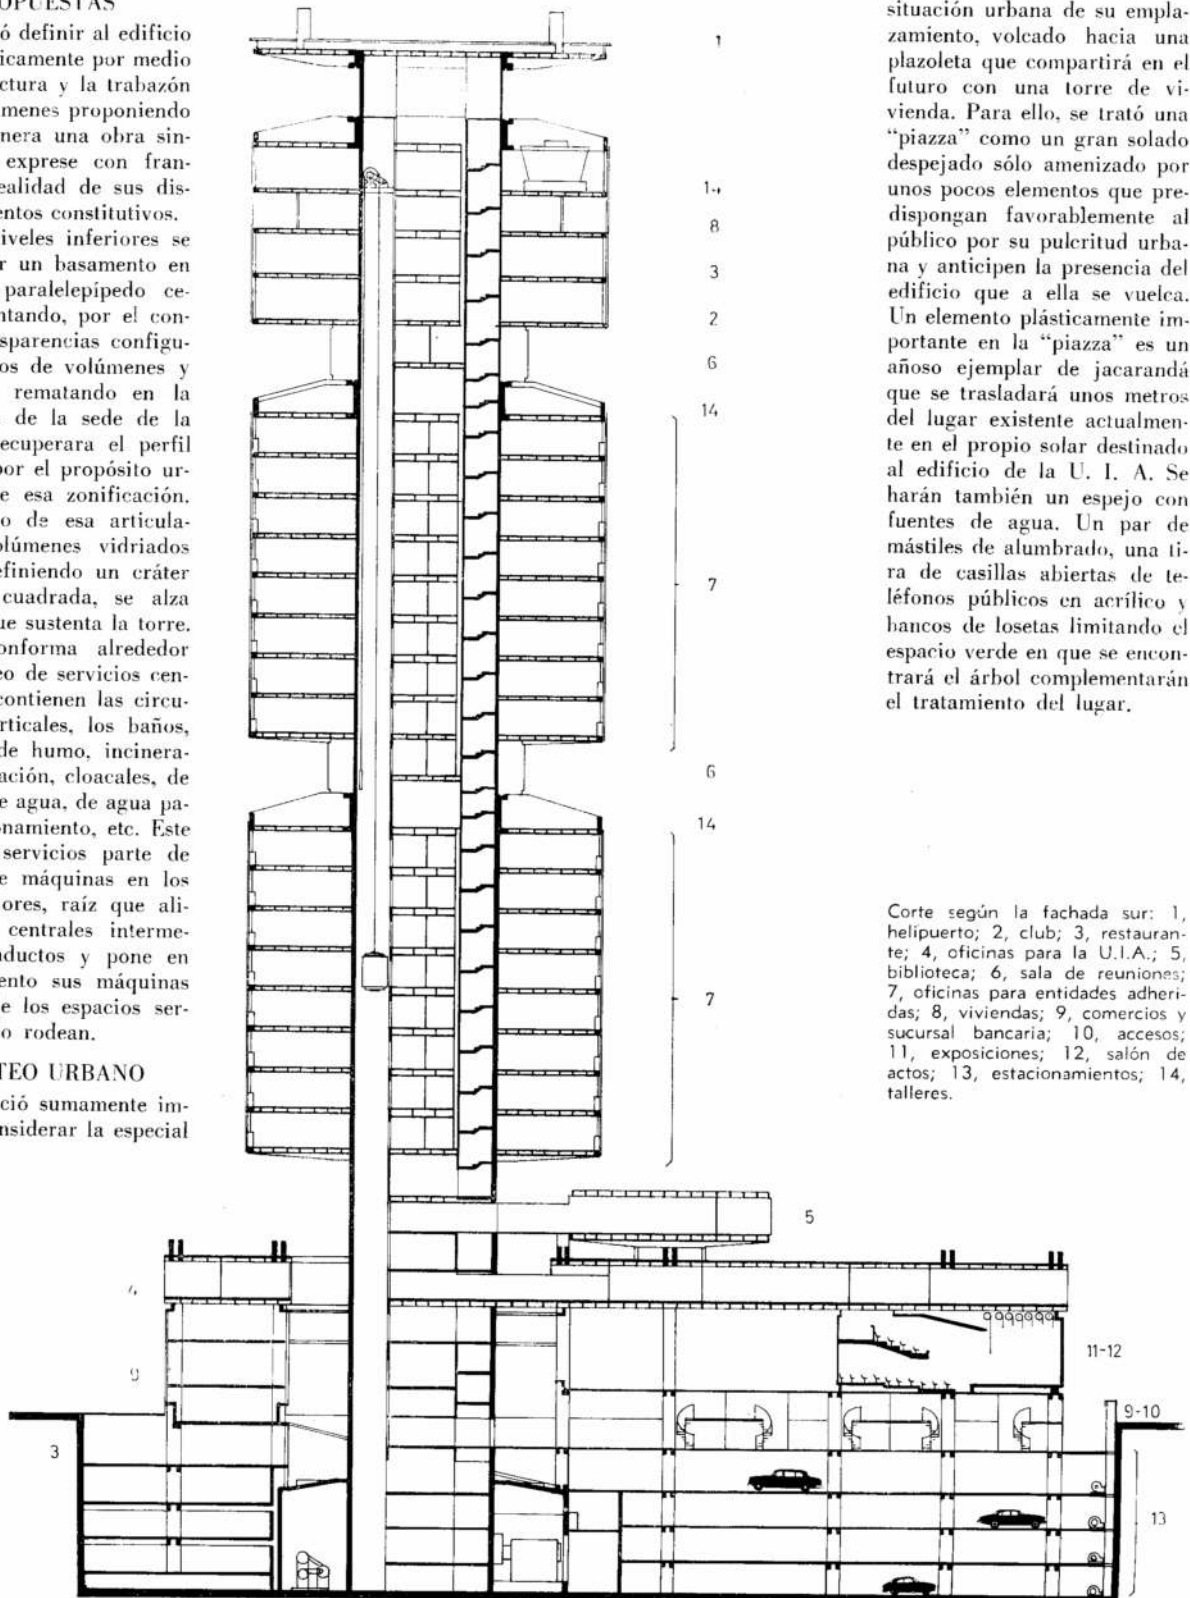 OPUESTAS
ó definir al edificio
icamente por medio
ctura y la trabazón
menes proponiendo
nera una obra sin-
exprese con fran-
ealidad de sus dis-
entos constitutivos.
iveles inferiores se
r un basamento en
paralelepípedo ce-
ntando, por el con-
sparencias configu-
os de volúmenes y
rematando en la
de la sede de la
ecuperara el perfil
por el propósito ur-
e esa zonificación.
o de esa articula-
olúmenes vidriados
efiniendo un cráter
cuadrada, se alza
que sustenta la torre.
onforma alrededor
eo de servicios cen-
contienen las circu-
erticales, los baños,
de humo, incinera-
ación, cloacales, de
e agua, de agua pa-
onamiento, etc. Este
servicios parte de
e máquinas en los
ores, raíz que ali-
centrales interme-
nductos y pone en
ento sus máquinas
e los espacios ser-
o rodean.
TEO URBANO
ció sumamente im-
nsiderar la especial
1
14
8
3
2
6
14
7
6
14
7
5
4
9
3
11-12
9-10
13
situación urbana de su empla-
zamiento, volcado hacia una
plazoleta que compartirá en el
futuro con una torre de vi-
vienda. Para ello, se trató una
“piazza” como un gran solado
despejado sólo amenizado por
unos pocos elementos que pre-
dispongan favorablemente al
público por su pulcritud urba-
na y anticipen la presencia del
edificio que a ella se vuelca.
Un elemento plásticamente im-
portante en la “piazza” es un
añoso ejemplar de jacarandá
que se trasladará unos metros
del lugar existente actualmen-
te en el propio solar destinado
al edificio de la U. I. A. Se
harán también un espejo con
fuentes de agua. Un par de
mástiles de alumbrado, una ti-
ra de casillas abiertas de te-
léfonos públicos en acrílico y
bancos de losetas limitando el
espacio verde en que se encon-
trará el árbol complementarán
el tratamiento del lugar.
Corte según la fachada sur: 1,
helipuerto; 2, club; 3, restauran-
te; 4, oficinas para la U.I.A.; 5,
biblioteca; 6, sala de reuniones;
7, oficinas para entidades adheri-
das; 8, viviendas; 9, comercios y
sucursal bancaria; 10, accesos;
11, exposiciones; 12, salón de
actos; 13, estacionamientos; 14,
talleres.